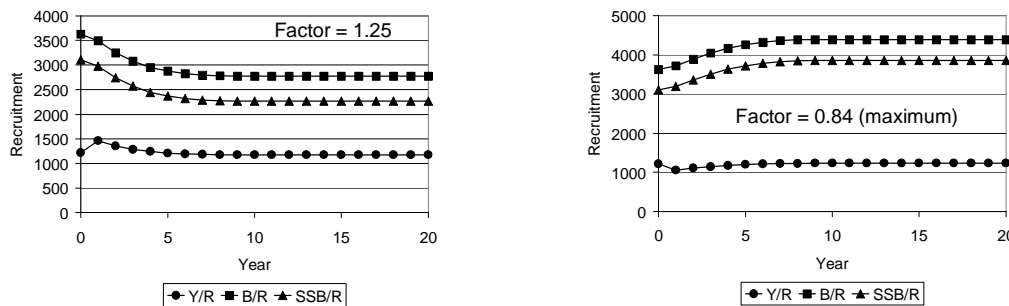 4000
3500
3000
2500
2000
1500
1000
500
0
Recruitment
Factor = 1.25
0 5 10 15 20
Year
Y/R B/R SSB/R
5000
4000
3000
2000
1000
0
Recruitment
Factor = 0.84 (maximum)
0 5 10 15 20
Year
Y/R B/R SSB/R